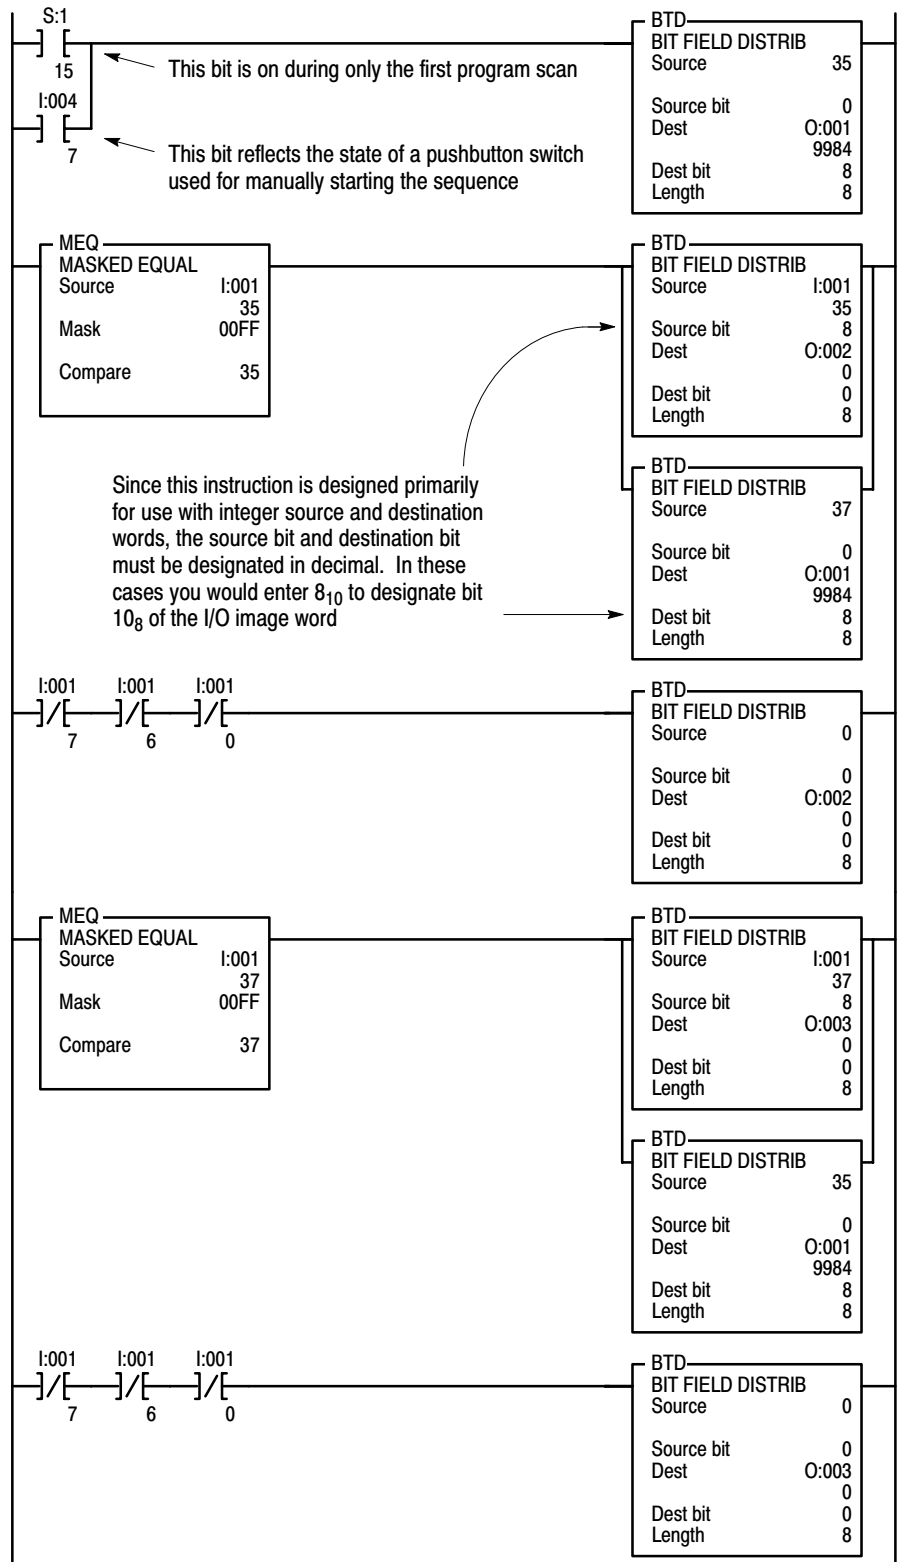 S:1
15
I:004
7
This bit is on during only the first program scan
This bit reflects the state of a pushbutton switch
used for manually starting the sequence
BTD
BIT FIELD DISTRIB
Source 35
Source bit 0
Dest O:001
9984
Dest bit 8
Length 8
MEQ
MASKED EQUAL
Source I:001
35
Mask 00FF
Compare 35
BTD
BIT FIELD DISTRIB
Source I:001
35
Source bit 8
Dest O:002
0
Dest bit 0
Length 8
Since this instruction is designed primarily
for use with integer source and destination
words, the source bit and destination bit
must be designated in decimal. In these
cases you would enter 8₁₀ to designate bit
10₈ of the I/O image word
BTD
BIT FIELD DISTRIB
Source 37
Source bit 0
Dest O:001
9984
Dest bit 8
Length 8
I:001 I:001 I:001
7 6 0
BTD
BIT FIELD DISTRIB
Source 0
Source bit 0
Dest O:002
0
Dest bit 0
Length 8
MEQ
MASKED EQUAL
Source I:001
37
Mask 00FF
Compare 37
BTD
BIT FIELD DISTRIB
Source I:001
37
Source bit 8
Dest O:003
0
Dest bit 0
Length 8
BTD
BIT FIELD DISTRIB
Source 35
Source bit 0
Dest O:001
9984
Dest bit 8
Length 8
I:001 I:001 I:001
7 6 0
BTD
BIT FIELD DISTRIB
Source 0
Source bit 0
Dest O:003
0
Dest bit 0
Length 8